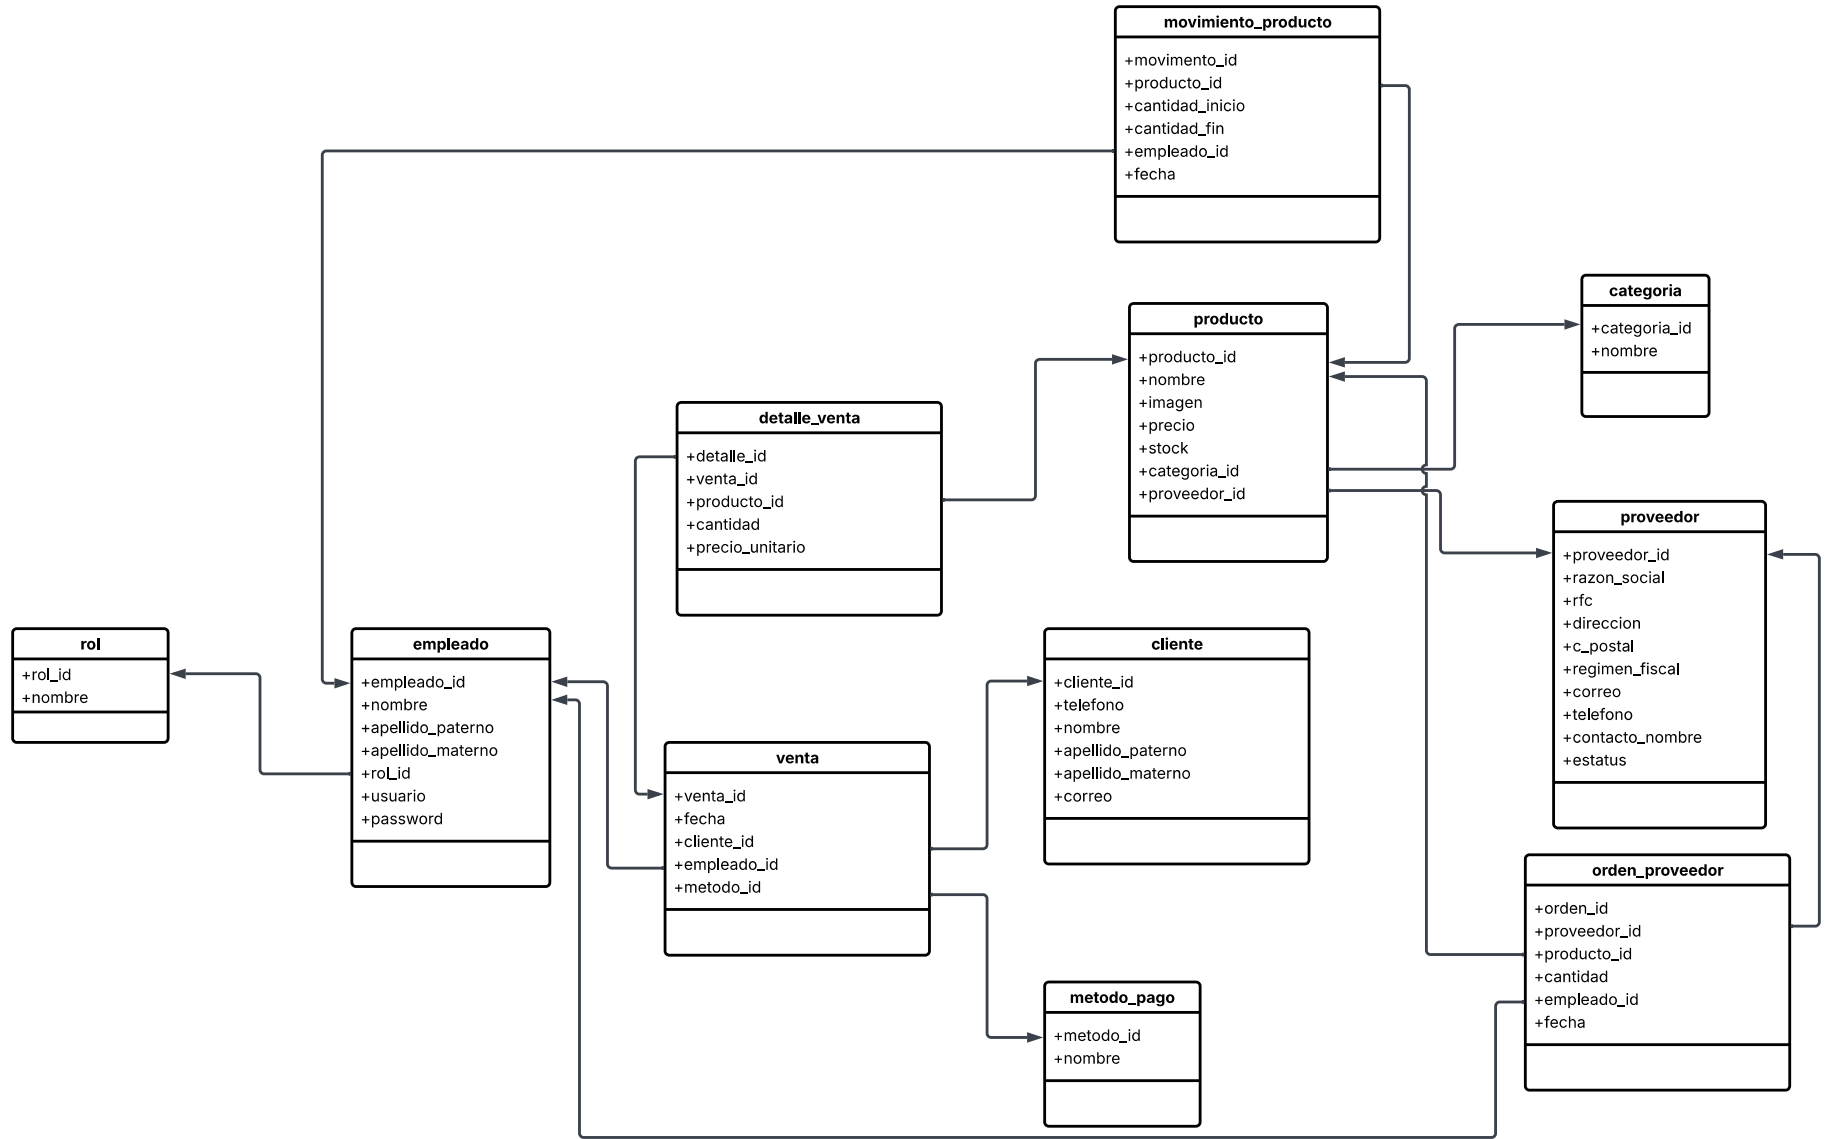 movimiento_producto
+movimento_id
+producto_id
+cantidad_inicio
+cantidad_fin
+empleado_id
+fecha
categoria
+categoria_id
+nombre
producto
+producto_id
+nombre
+imagen
+precio
+stock
+categoria_id
+proveedor_id
detalle_venta
+detalle_id
+venta_id
+producto_id
+cantidad
+precio_unitario
proveedor
+proveedor_id
+razon_social
+rfc
+direccion
+c_postal
+regimen_fiscal
+correo
+telefono
+contacto_nombre
+estatus
rol
+rol_id
+nombre
empleado
+empleado_id
+nombre
+apellido_paterno
+apellido_materno
+rol_id
+usuario
+password
cliente
+cliente_id
+telefono
+nombre
+apellido_paterno
+apellido_materno
+correo
venta
+venta_id
+fecha
+cliente_id
+empleado_id
+metodo_id
orden_proveedor
+orden_id
+proveedor_id
+producto_id
+cantidad
+empleado_id
+fecha
metodo_pago
+metodo_id
+nombre